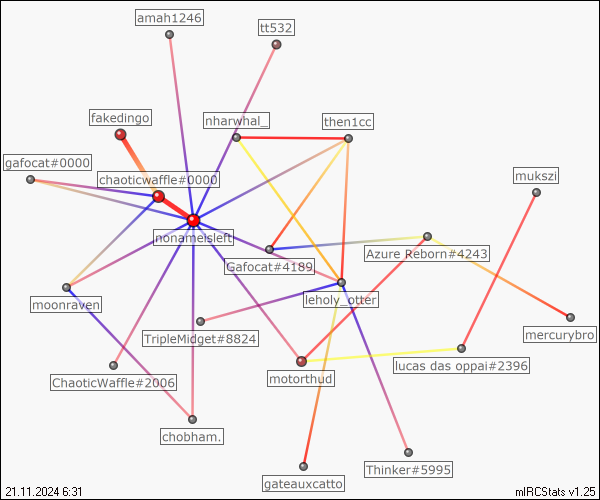 amah1246
tt532
fakedingo
nharwhal_
then1cc
gafocat#0000
chaoticwaffle#0000
mukszi
nonameisleft
Gafocat#4189
Azure Reborn#4243
moonraven
leholy_otter
TripleMidget#8824
mercurybro
ChaoticWaffle#2006
motorthud
lucas das oppai#2396
chobham.
gateauxcatto
Thinker#5995
21.11.2024 6:31
mIRCStats v1.25